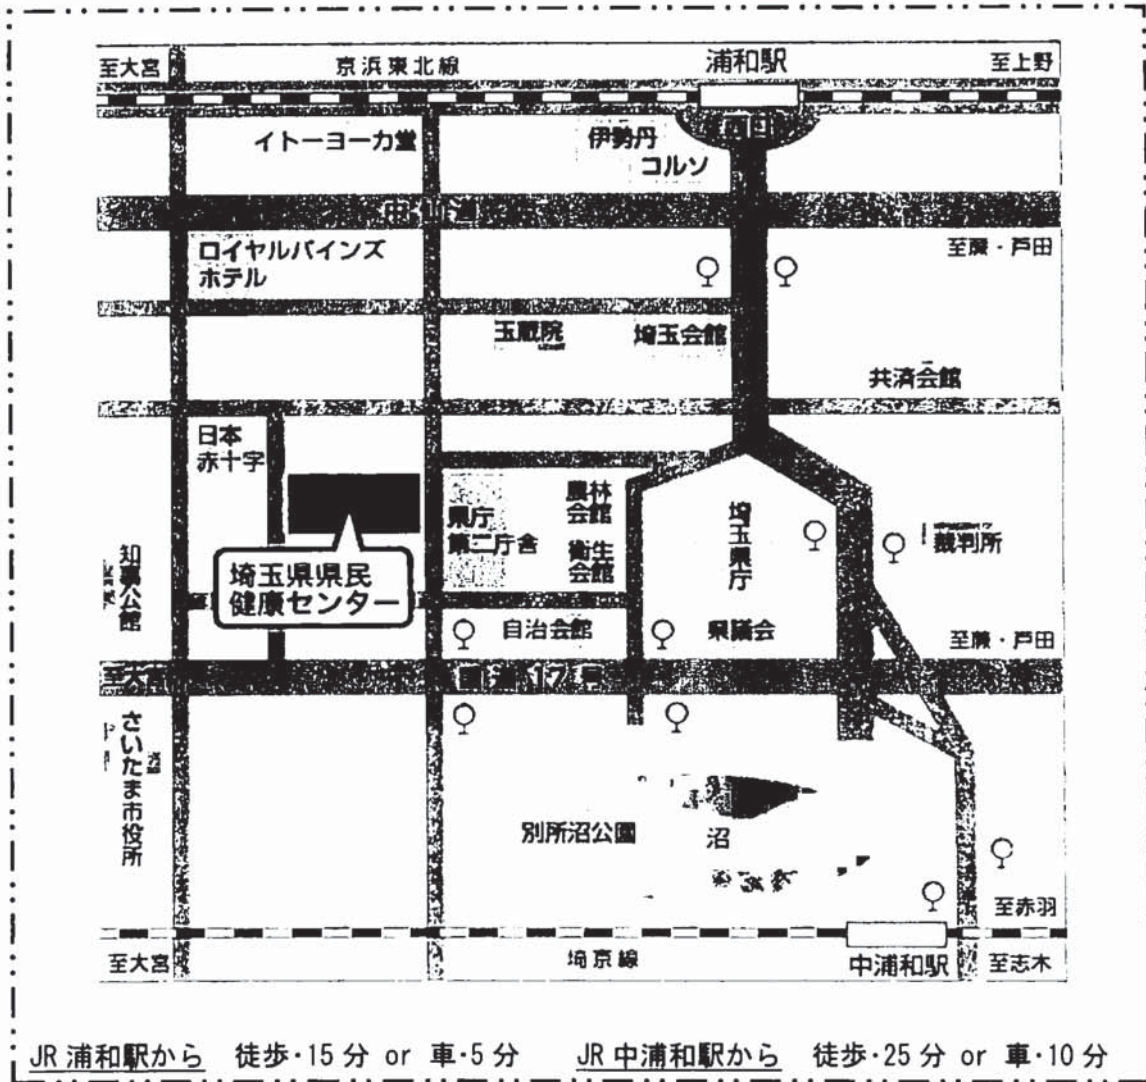 至大宮
京浜東北線
浦和駅
至上野
西口
イトーヨーカ堂
伊勢丹
コルソ
中山道
ロイヤルパインズ
ホテル
至蕨・戸田
玉蔵院
埼玉会館
共済会館
日本
赤十字
県庁
第二庁舎
農林
会館
衛生
会館
埼玉県庁
裁判所
知事公館
埼玉県県民
健康センター
自治会館
県議会
至蕨・戸田
至大宮
国道17号
さいたま市役所
別所沼公園
沼
至赤羽
至大宮
埼京線
中浦和駅
至志木
JR 浦和駅から 徒歩・15分 or 車・5分 JR 中浦和駅から 徒歩・25分 or 車・10分